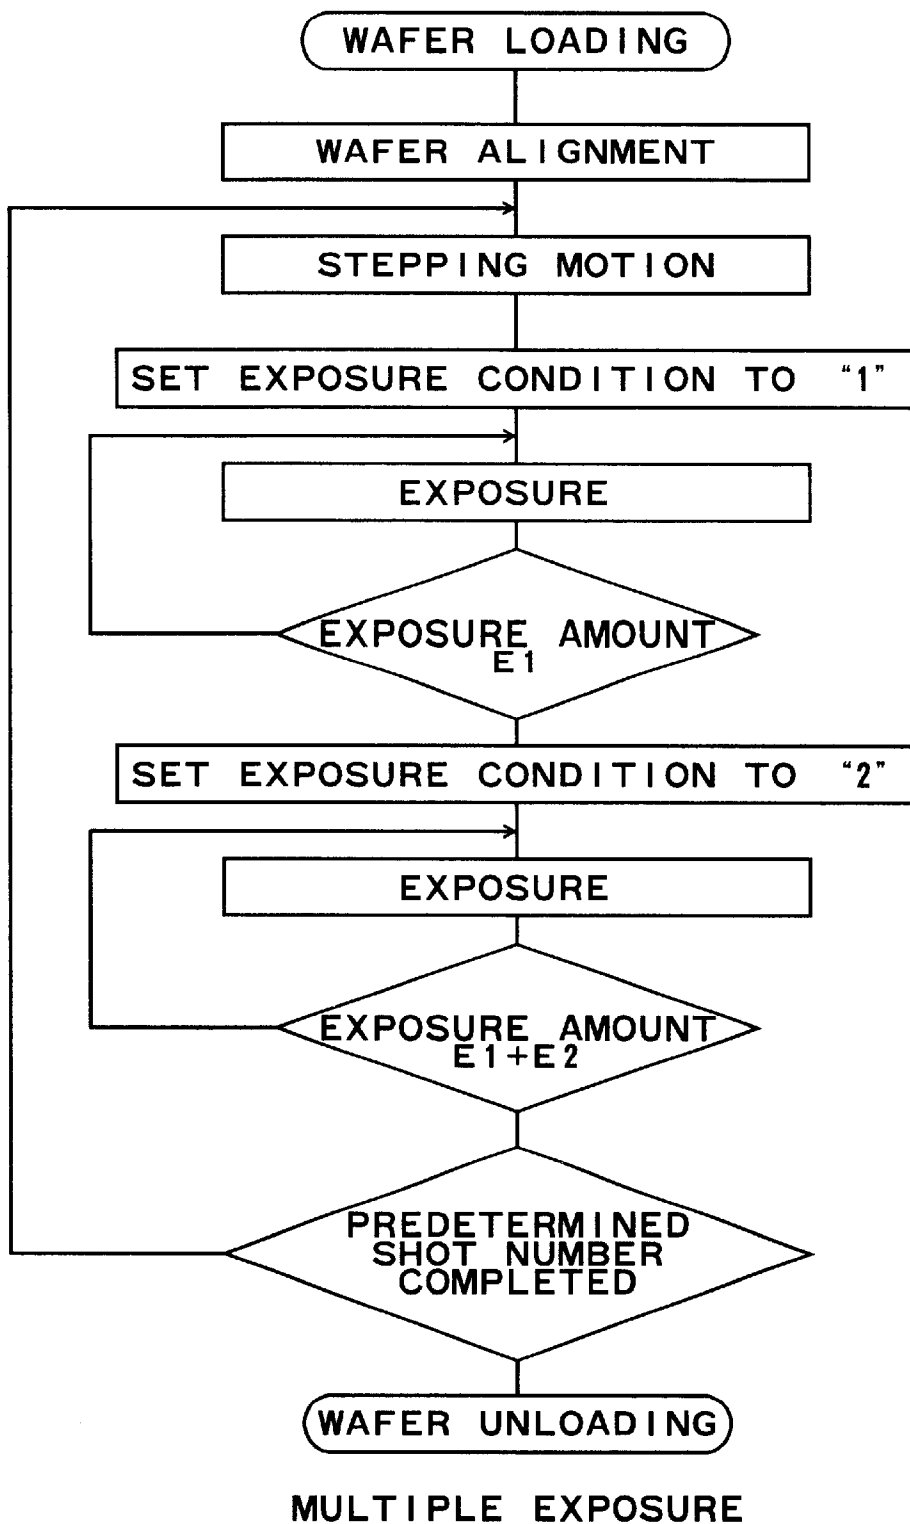 WAFER LOADING
WAFER ALIGNMENT
STEPPING MOTION
SET EXPOSURE CONDITION TO “1”
EXPOSURE
EXPOSURE AMOUNT
E1
SET EXPOSURE CONDITION TO “2”
EXPOSURE
EXPOSURE AMOUNT
E1+E2
PREDETERMINED
SHOT NUMBER
COMPLETED
WAFER UNLOADING
MULTIPLE EXPOSURE